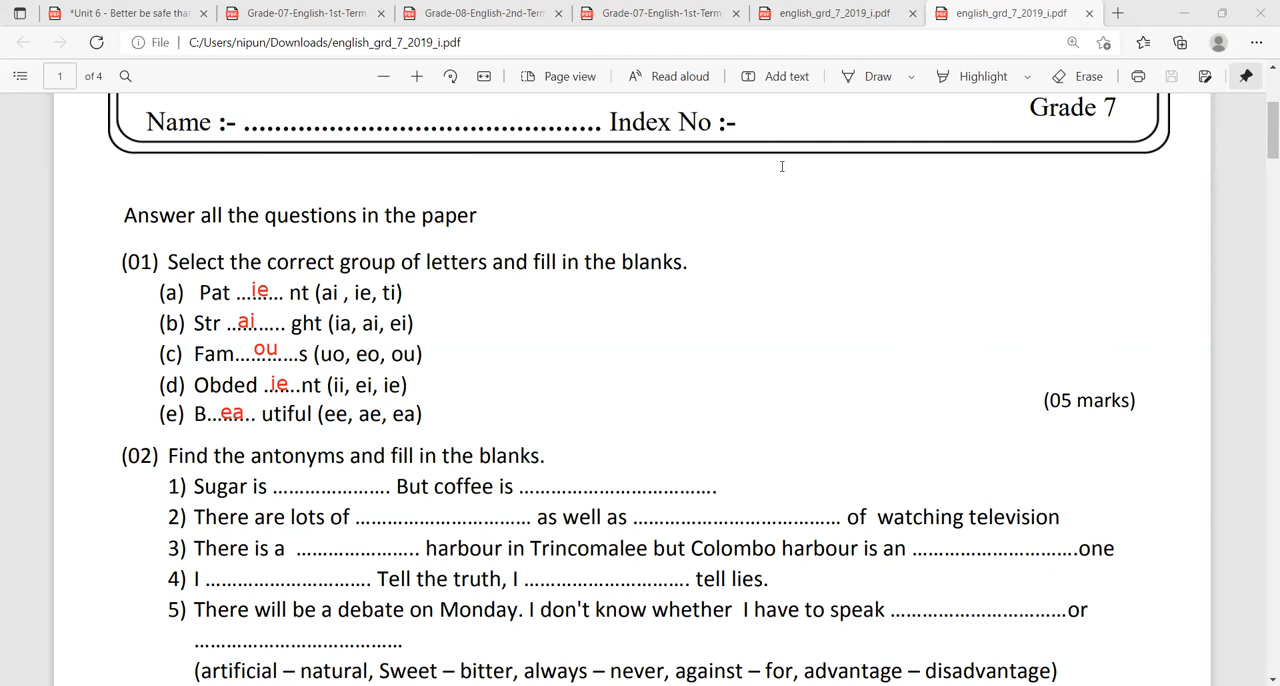 *Unit 6 - Better be safe than
Grade-07-English-1st-Term
Grade-08-English-2nd-Term
Grade-07-English-1st-Term
english_grd_7_2019_i.pdf
english_grd_7_2019_i.pdf
File C:/Users/nipun/Downloads/english_grd_7_2019_i.pdf
1 of 4 Page view Read aloud Add text Draw Highlight Erase
Grade 7
Name :- .............................................. Index No :-
Answer all the questions in the paper
(01) Select the correct group of letters and fill in the blanks.
(a) Pat ...ie... nt (ai , ie, ti)
(b) Str ..ai...... ght (ia, ai, ei)
(c) Fam...ou...s (uo, eo, ou)
(d) Obded ..ie...nt (ii, ei, ie)
(e) B...ea.. utiful (ee, ae, ea)
(05 marks)
(02) Find the antonyms and fill in the blanks.
1) Sugar is ...................... But coffee is .....................................
2) There are lots of ................................. as well as ....................................... of watching television
3) There is a ....................... harbour in Trincomalee but Colombo harbour is an ...............................one
4) I ............................... Tell the truth, I ............................... tell lies.
5) There will be a debate on Monday. I don't know whether I have to speak .................................or
.......................................
(artificial – natural, Sweet – bitter, always – never, against – for, advantage – disadvantage)